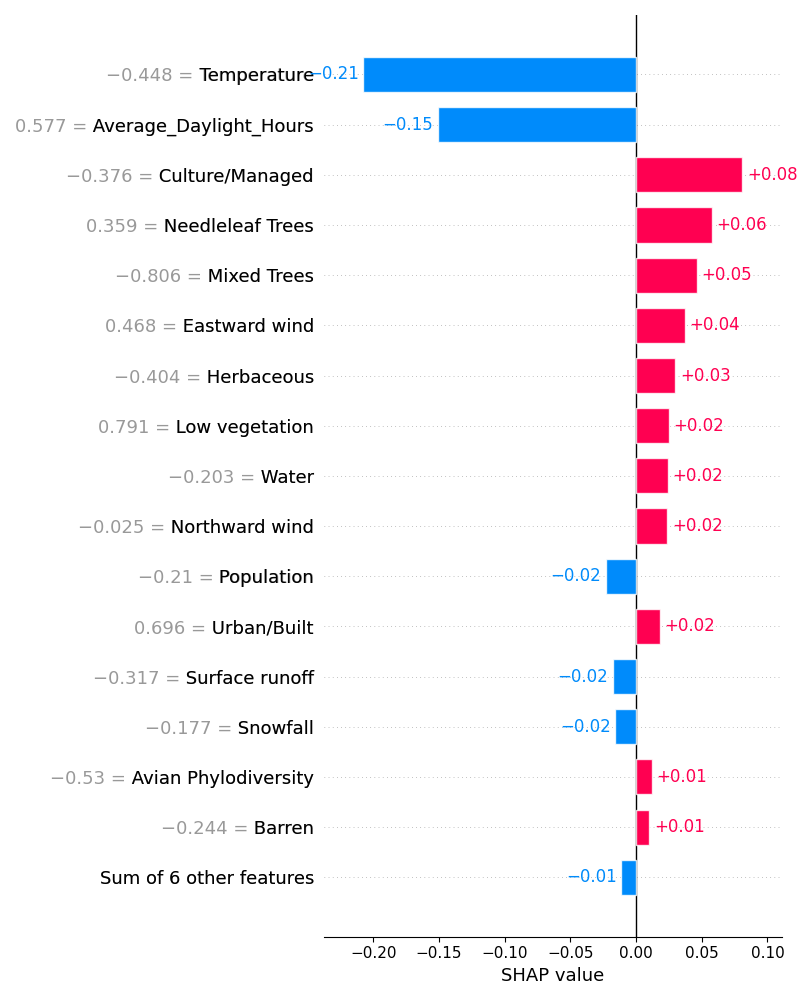 −0.448 = Temperature −0.21
0.577 = Average_Daylight_Hours −0.15
−0.376 = Culture/Managed +0.08
0.359 = Needleleaf Trees +0.06
−0.806 = Mixed Trees +0.05
0.468 = Eastward wind +0.04
−0.404 = Herbaceous +0.03
0.791 = Low vegetation +0.02
−0.203 = Water +0.02
−0.025 = Northward wind +0.02
−0.21 = Population −0.02
0.696 = Urban/Built +0.02
−0.317 = Surface runoff −0.02
−0.177 = Snowfall −0.02
−0.53 = Avian Phylodiversity +0.01
−0.244 = Barren +0.01
Sum of 6 other features −0.01
−0.20 −0.15 −0.10 −0.05 0.00 0.05 0.10
SHAP value